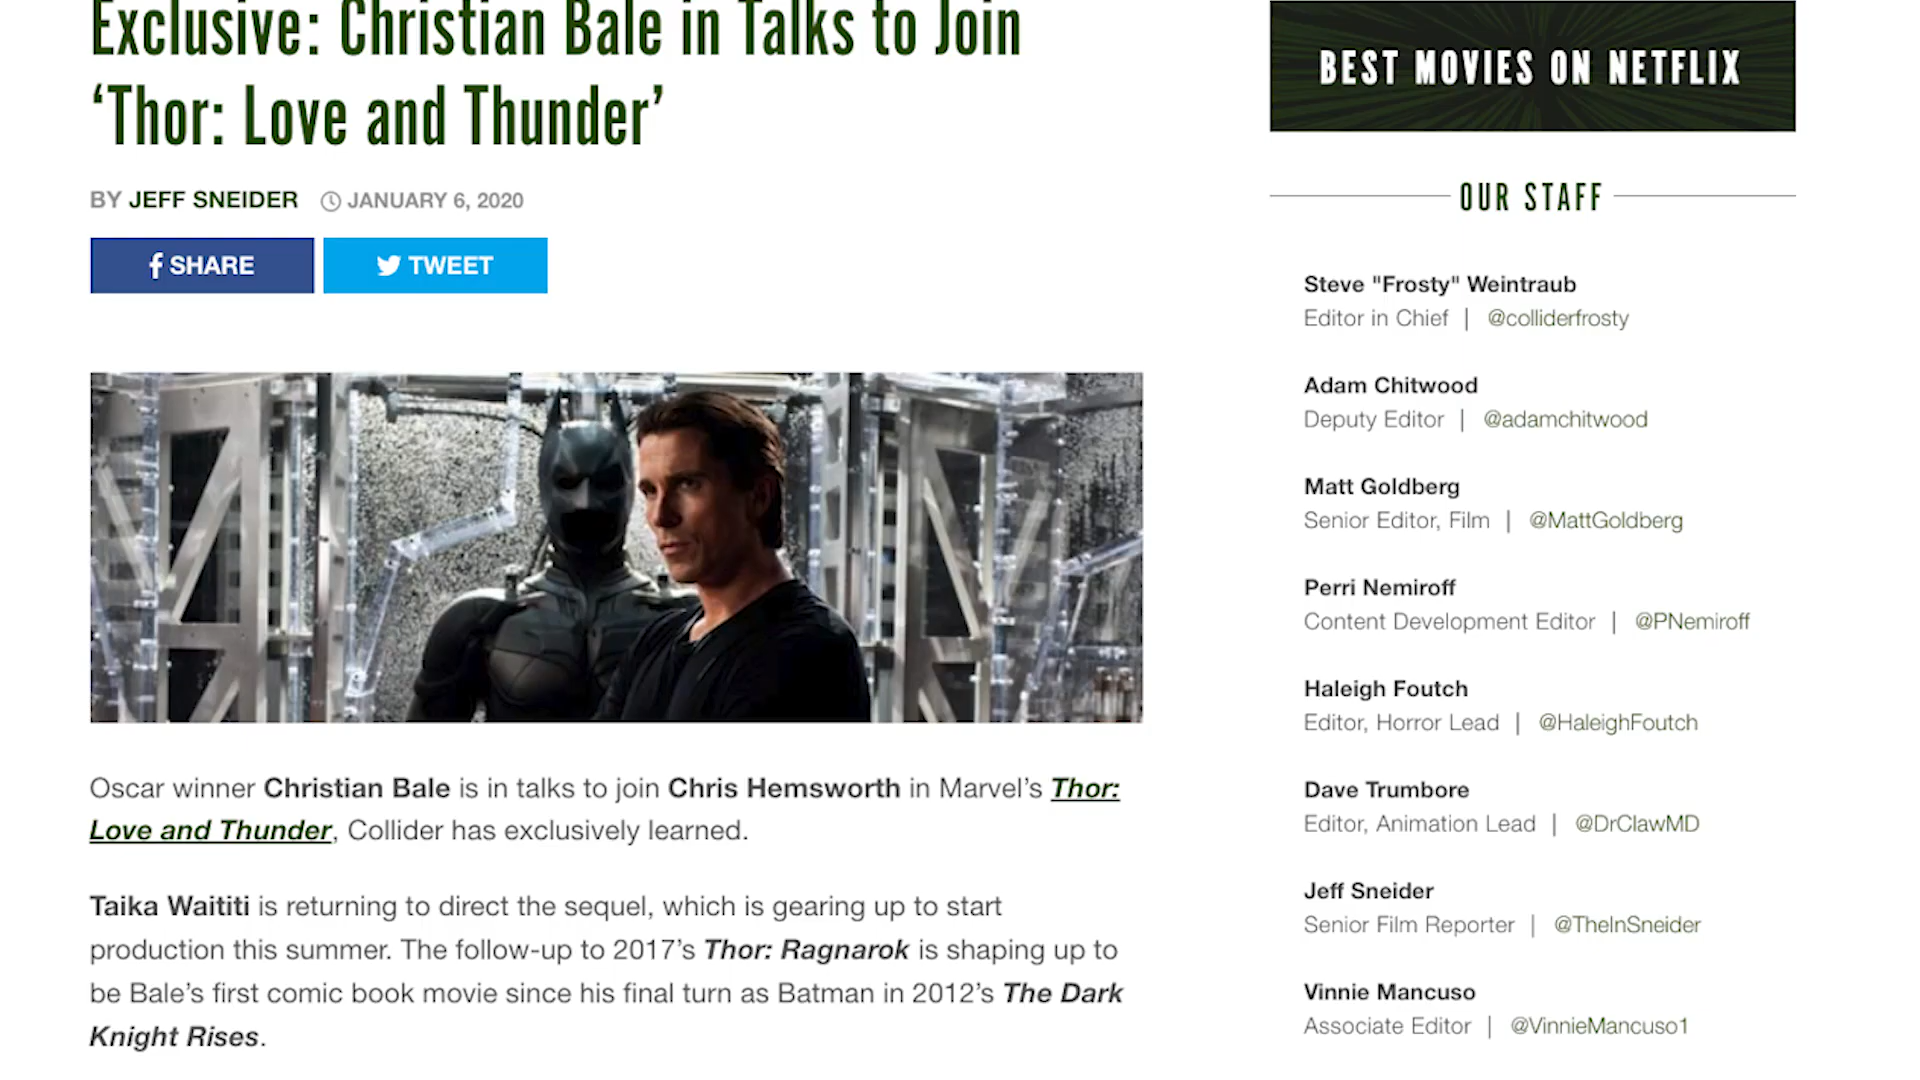 Exclusive: Christian Bale in Talks to Join
‘Thor: Love and Thunder’
BY JEFF SNEIDER JANUARY 6, 2020
SHARE TWEET
Oscar winner Christian Bale is in talks to join Chris Hemsworth in Marvel’s Thor:
Love and Thunder, Collider has exclusively learned.
Taika Waititi is returning to direct the sequel, which is gearing up to start
production this summer. The follow-up to 2017’s Thor: Ragnarok is shaping up to
be Bale’s first comic book movie since his final turn as Batman in 2012’s The Dark
Knight Rises.
BEST MOVIES ON NETFLIX
OUR STAFF
Steve "Frosty" Weintraub
Editor in Chief | @colliderfrosty
Adam Chitwood
Deputy Editor | @adamchitwood
Matt Goldberg
Senior Editor, Film | @MattGoldberg
Perri Nemiroff
Content Development Editor | @PNemiroff
Haleigh Foutch
Editor, Horror Lead | @HaleighFoutch
Dave Trumbore
Editor, Animation Lead | @DrClawMD
Jeff Sneider
Senior Film Reporter | @TheInSneider
Vinnie Mancuso
Associate Editor | @VinnieMancuso1